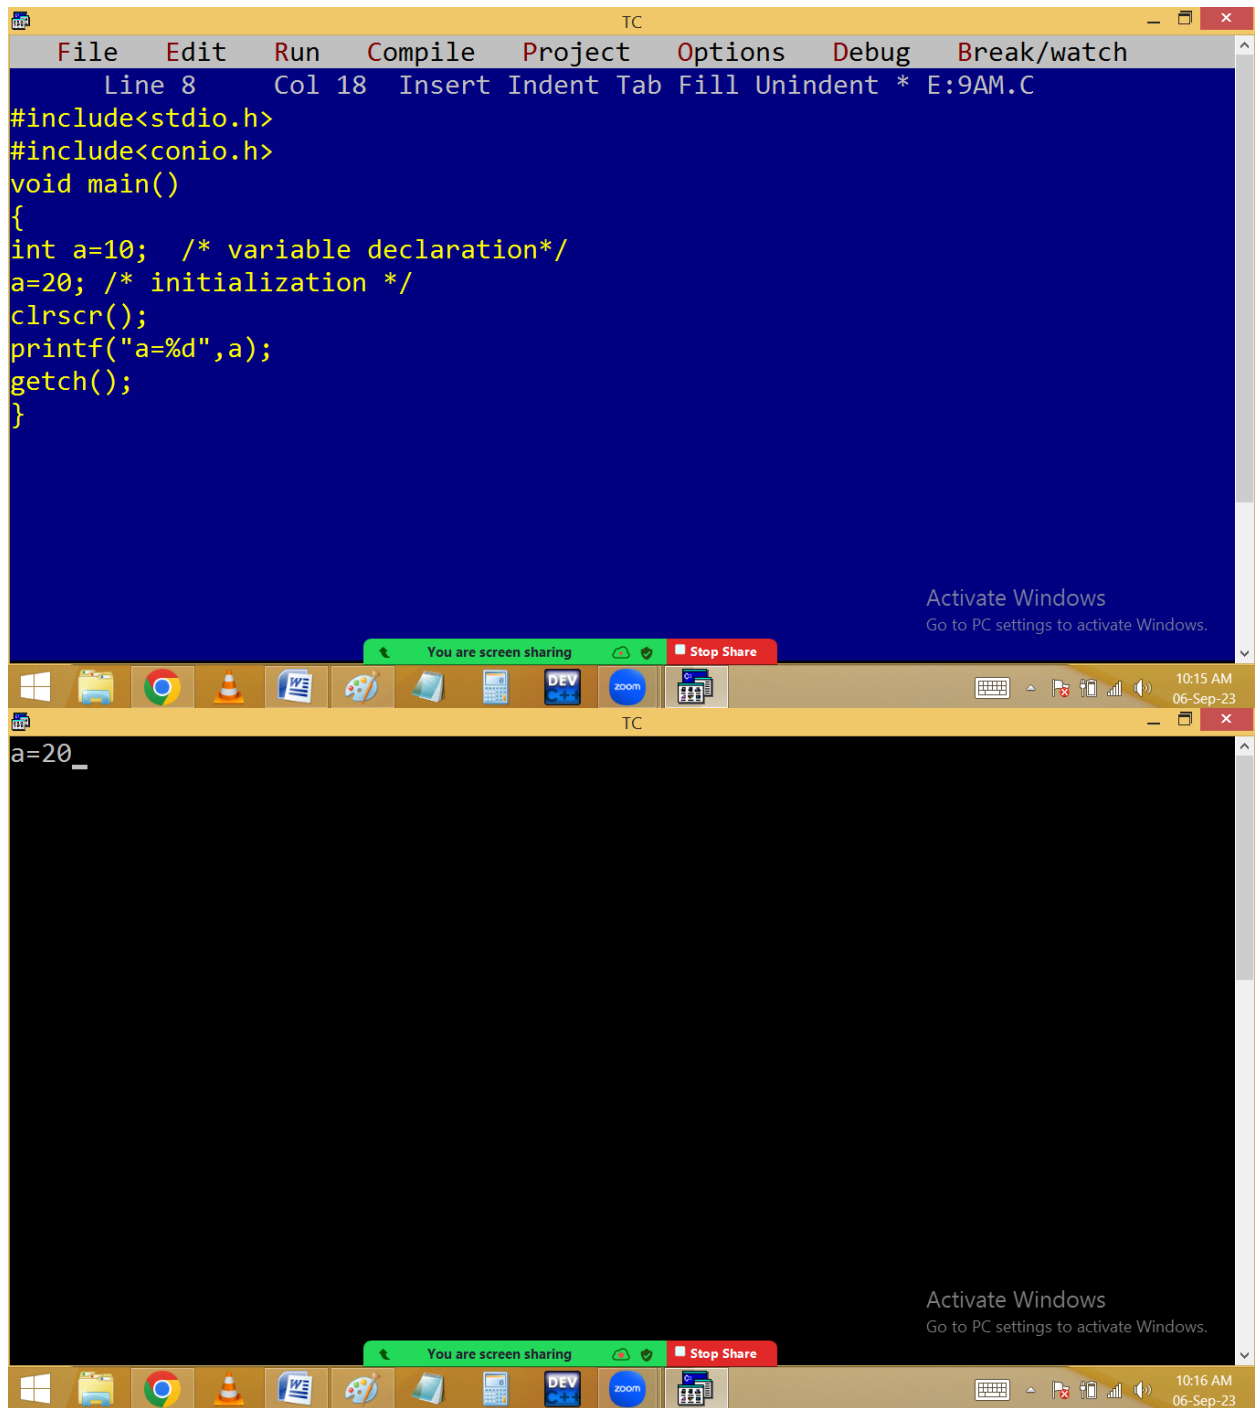 TC
File Edit Run Compile Project Options Debug Break/watch
Line 8 Col 18 Insert Indent Tab Fill Unindent * E:9AM.C
#include<stdio.h>
#include<conio.h>
void main()
{
int a=10;  /* variable declaration*/
a=20; /* initialization */
clrscr();
printf("a=%d",a);
getch();
}
Activate Windows
Go to PC settings to activate Windows.
You are screen sharing Stop Share
DEV C++ zoom 10:15 AM
06-Sep-23
TC
a=20_
Activate Windows
Go to PC settings to activate Windows.
You are screen sharing Stop Share
DEV C++ zoom 10:16 AM
06-Sep-23